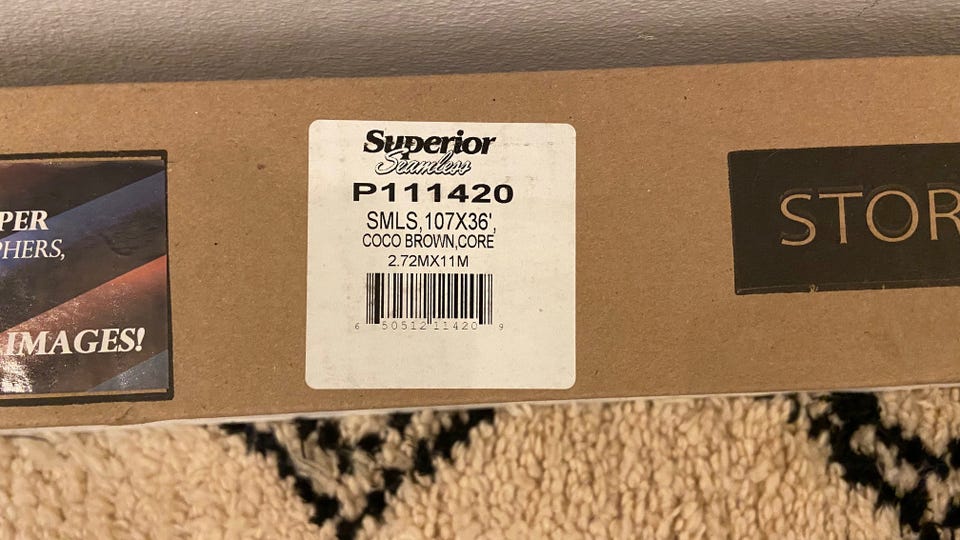 PER
PHERS,
IMAGES!
Superior
Seamless
P111420
SMLS,107X36',
COCO BROWN,CORE
2.72MX11M
6 50512 11420 9
STOR